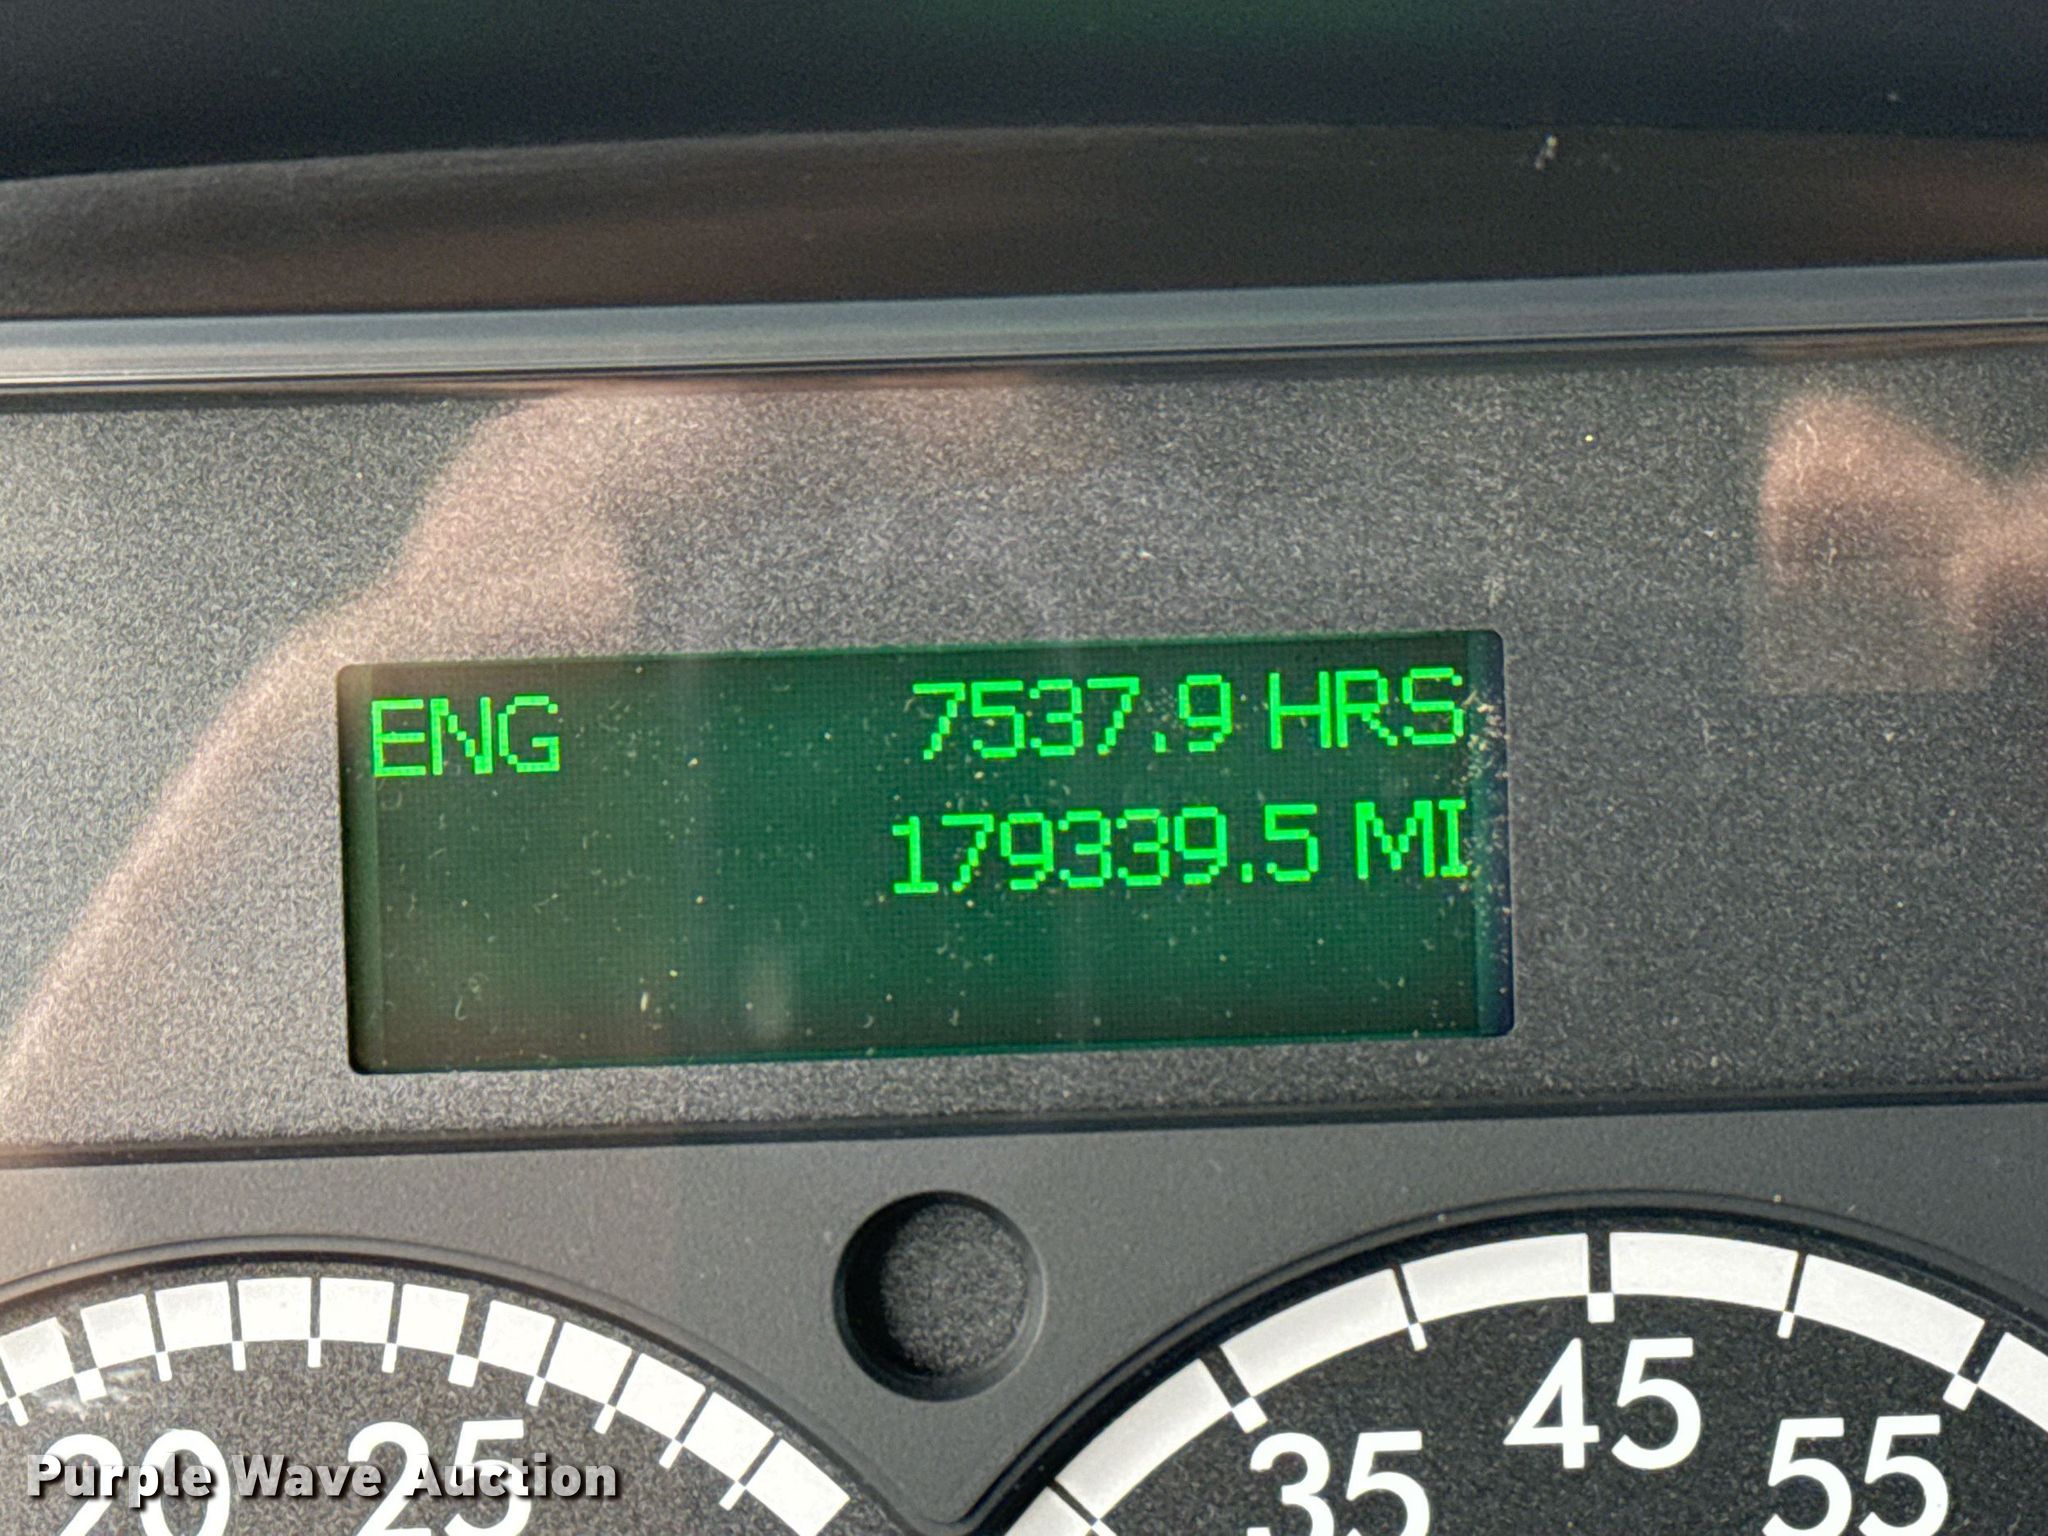 ENG 7537.9 HRS
179339.5 MI
20 25
35 45 55
Purple Wave Auction